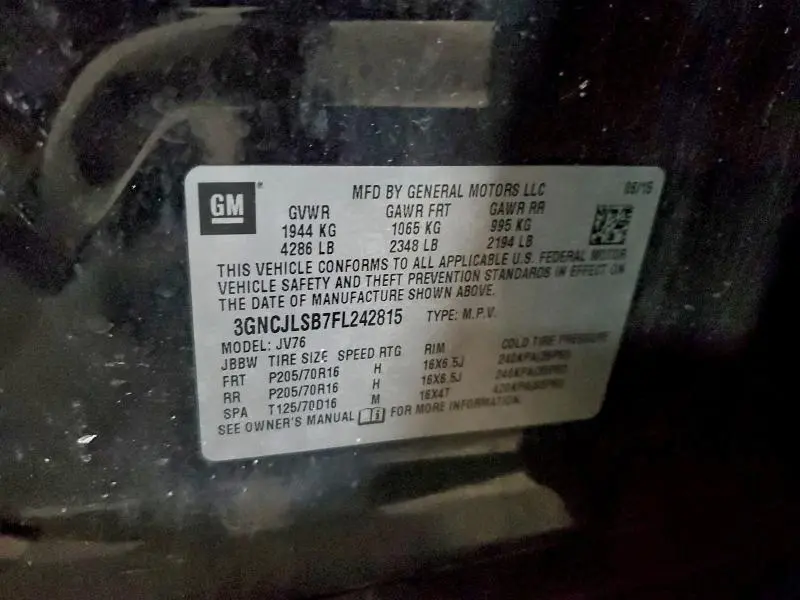 GM
MFD BY GENERAL MOTORS LLC
GVWR GAWR FRT GAWR RR
1944 KG 1065 KG 995 KG
4286 LB 2348 LB 2194 LB
THIS VEHICLE CONFORMS TO ALL APPLICABLE U.S. FEDERAL MOTOR
VEHICLE SAFETY AND THEFT PREVENTION STANDARDS IN EFFECT ON
THE DATE OF MANUFACTURE SHOWN ABOVE.
3GNCJLSB7FL242815 TYPE: M.P.V.
MODEL: JV76
JBBW TIRE SIZE SPEED RTG RIM COLD TIRE PRESSURE
FRT P205/70R16 H 16X6.5J
RR P205/70R16 H 16X6.5J
SPA T125/70D16 M 16X4T
SEE OWNER'S MANUAL FOR MORE INFORMATION.